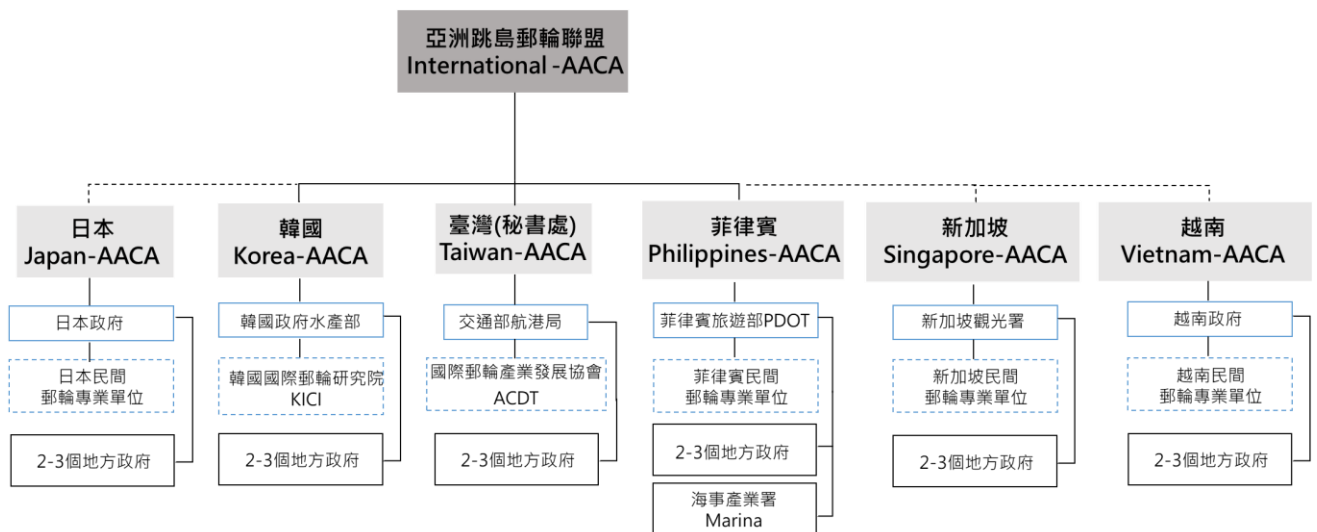 亞洲跳島郵輪聯盟
International -AACA
日本
Japan-AACA
韓國
Korea-AACA
臺灣(秘書處)
Taiwan-AACA
菲律賓
Philippines-AACA
新加坡
Singapore-AACA
越南
Vietnam-AACA
日本政府
韓國政府水產部
交通部航港局
菲律賓旅遊部PDOT
新加坡觀光署
越南政府
日本民間
郵輪專業單位
韓國國際郵輪研究院
KICI
國際郵輪產業發展協會
ACDT
菲律賓民間
郵輪專業單位
新加坡民間
郵輪專業單位
越南民間
郵輪專業單位
2-3個地方政府
2-3個地方政府
2-3個地方政府
2-3個地方政府
2-3個地方政府
2-3個地方政府
海事產業署
Marina